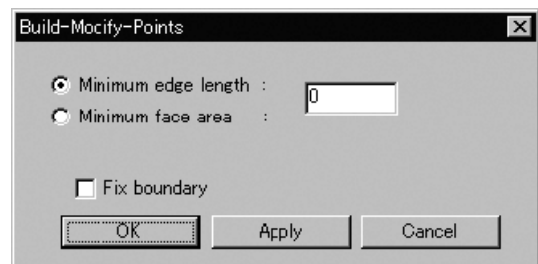 Build-Mocify-Points
Minimum edge length :
0
Minimum face area :
Fix boundary
OK Apply Cancel